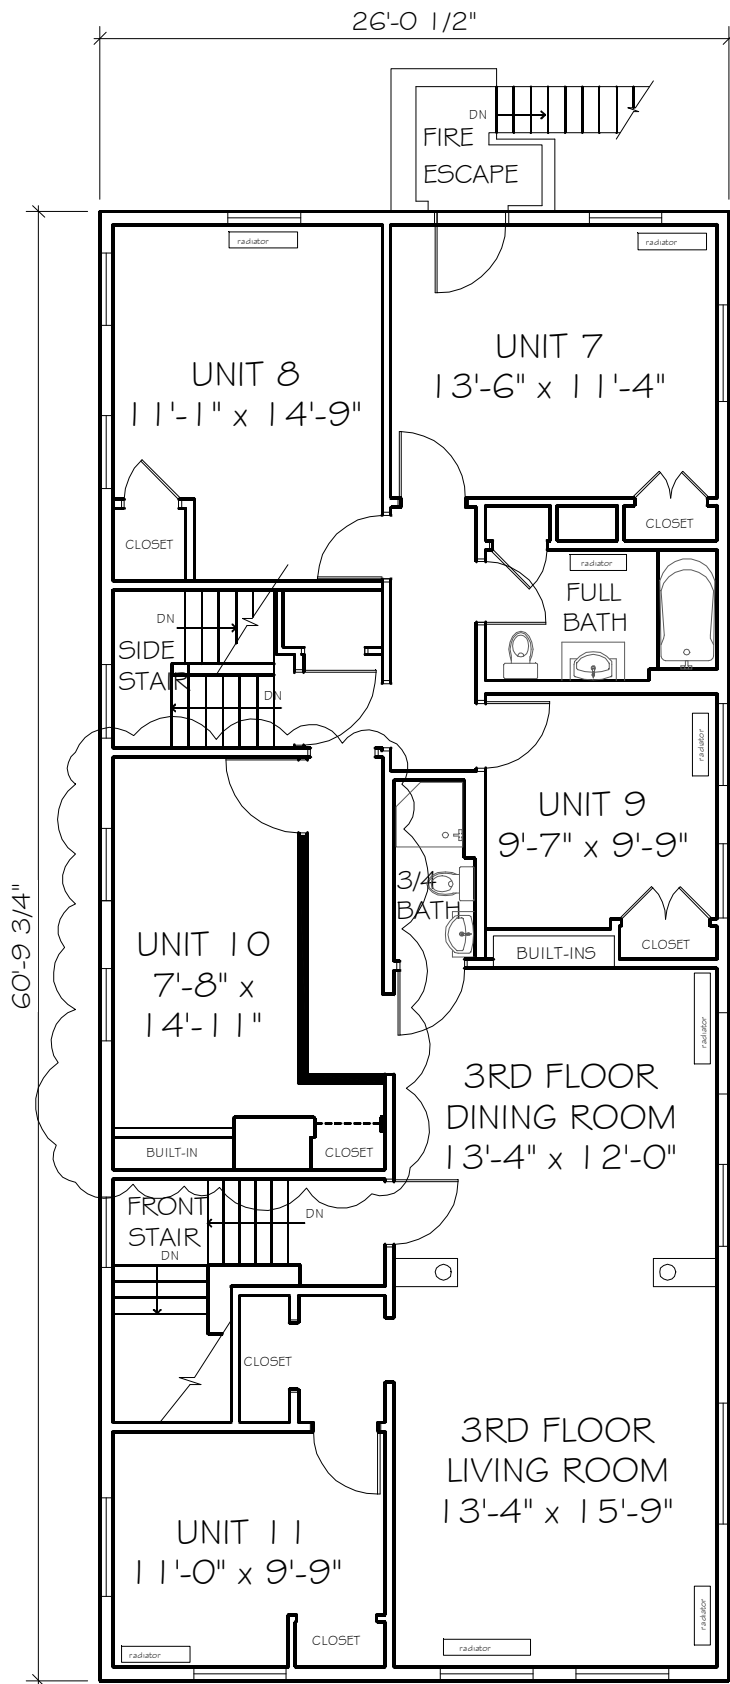 26'-0 1/2"
DN
FIRE
ESCAPE
radiator
radiator
UNIT 7
13'-6" x 11'-4"
UNIT 8
11'-1" x 14'-9"
CLOSET
CLOSET
radiator
FULL
BATH
DN
SIDE
STAIR
DN
radiator
UNIT 9
9'-7" x 9'-9"
3/4
BATH
60'-9 3/4"
UNIT 10
7'-8" x
14'-11"
BUILT-INS
CLOSET
radiator
3RD FLOOR
DINING ROOM
13'-4" x 12'-0"
BUILT-IN
CLOSET
FRONT
STAIR
DN
DN
CLOSET
3RD FLOOR
LIVING ROOM
13'-4" x 15'-9"
UNIT 11
11'-0" x 9'-9"
radiator
CLOSET
radiator
radiator